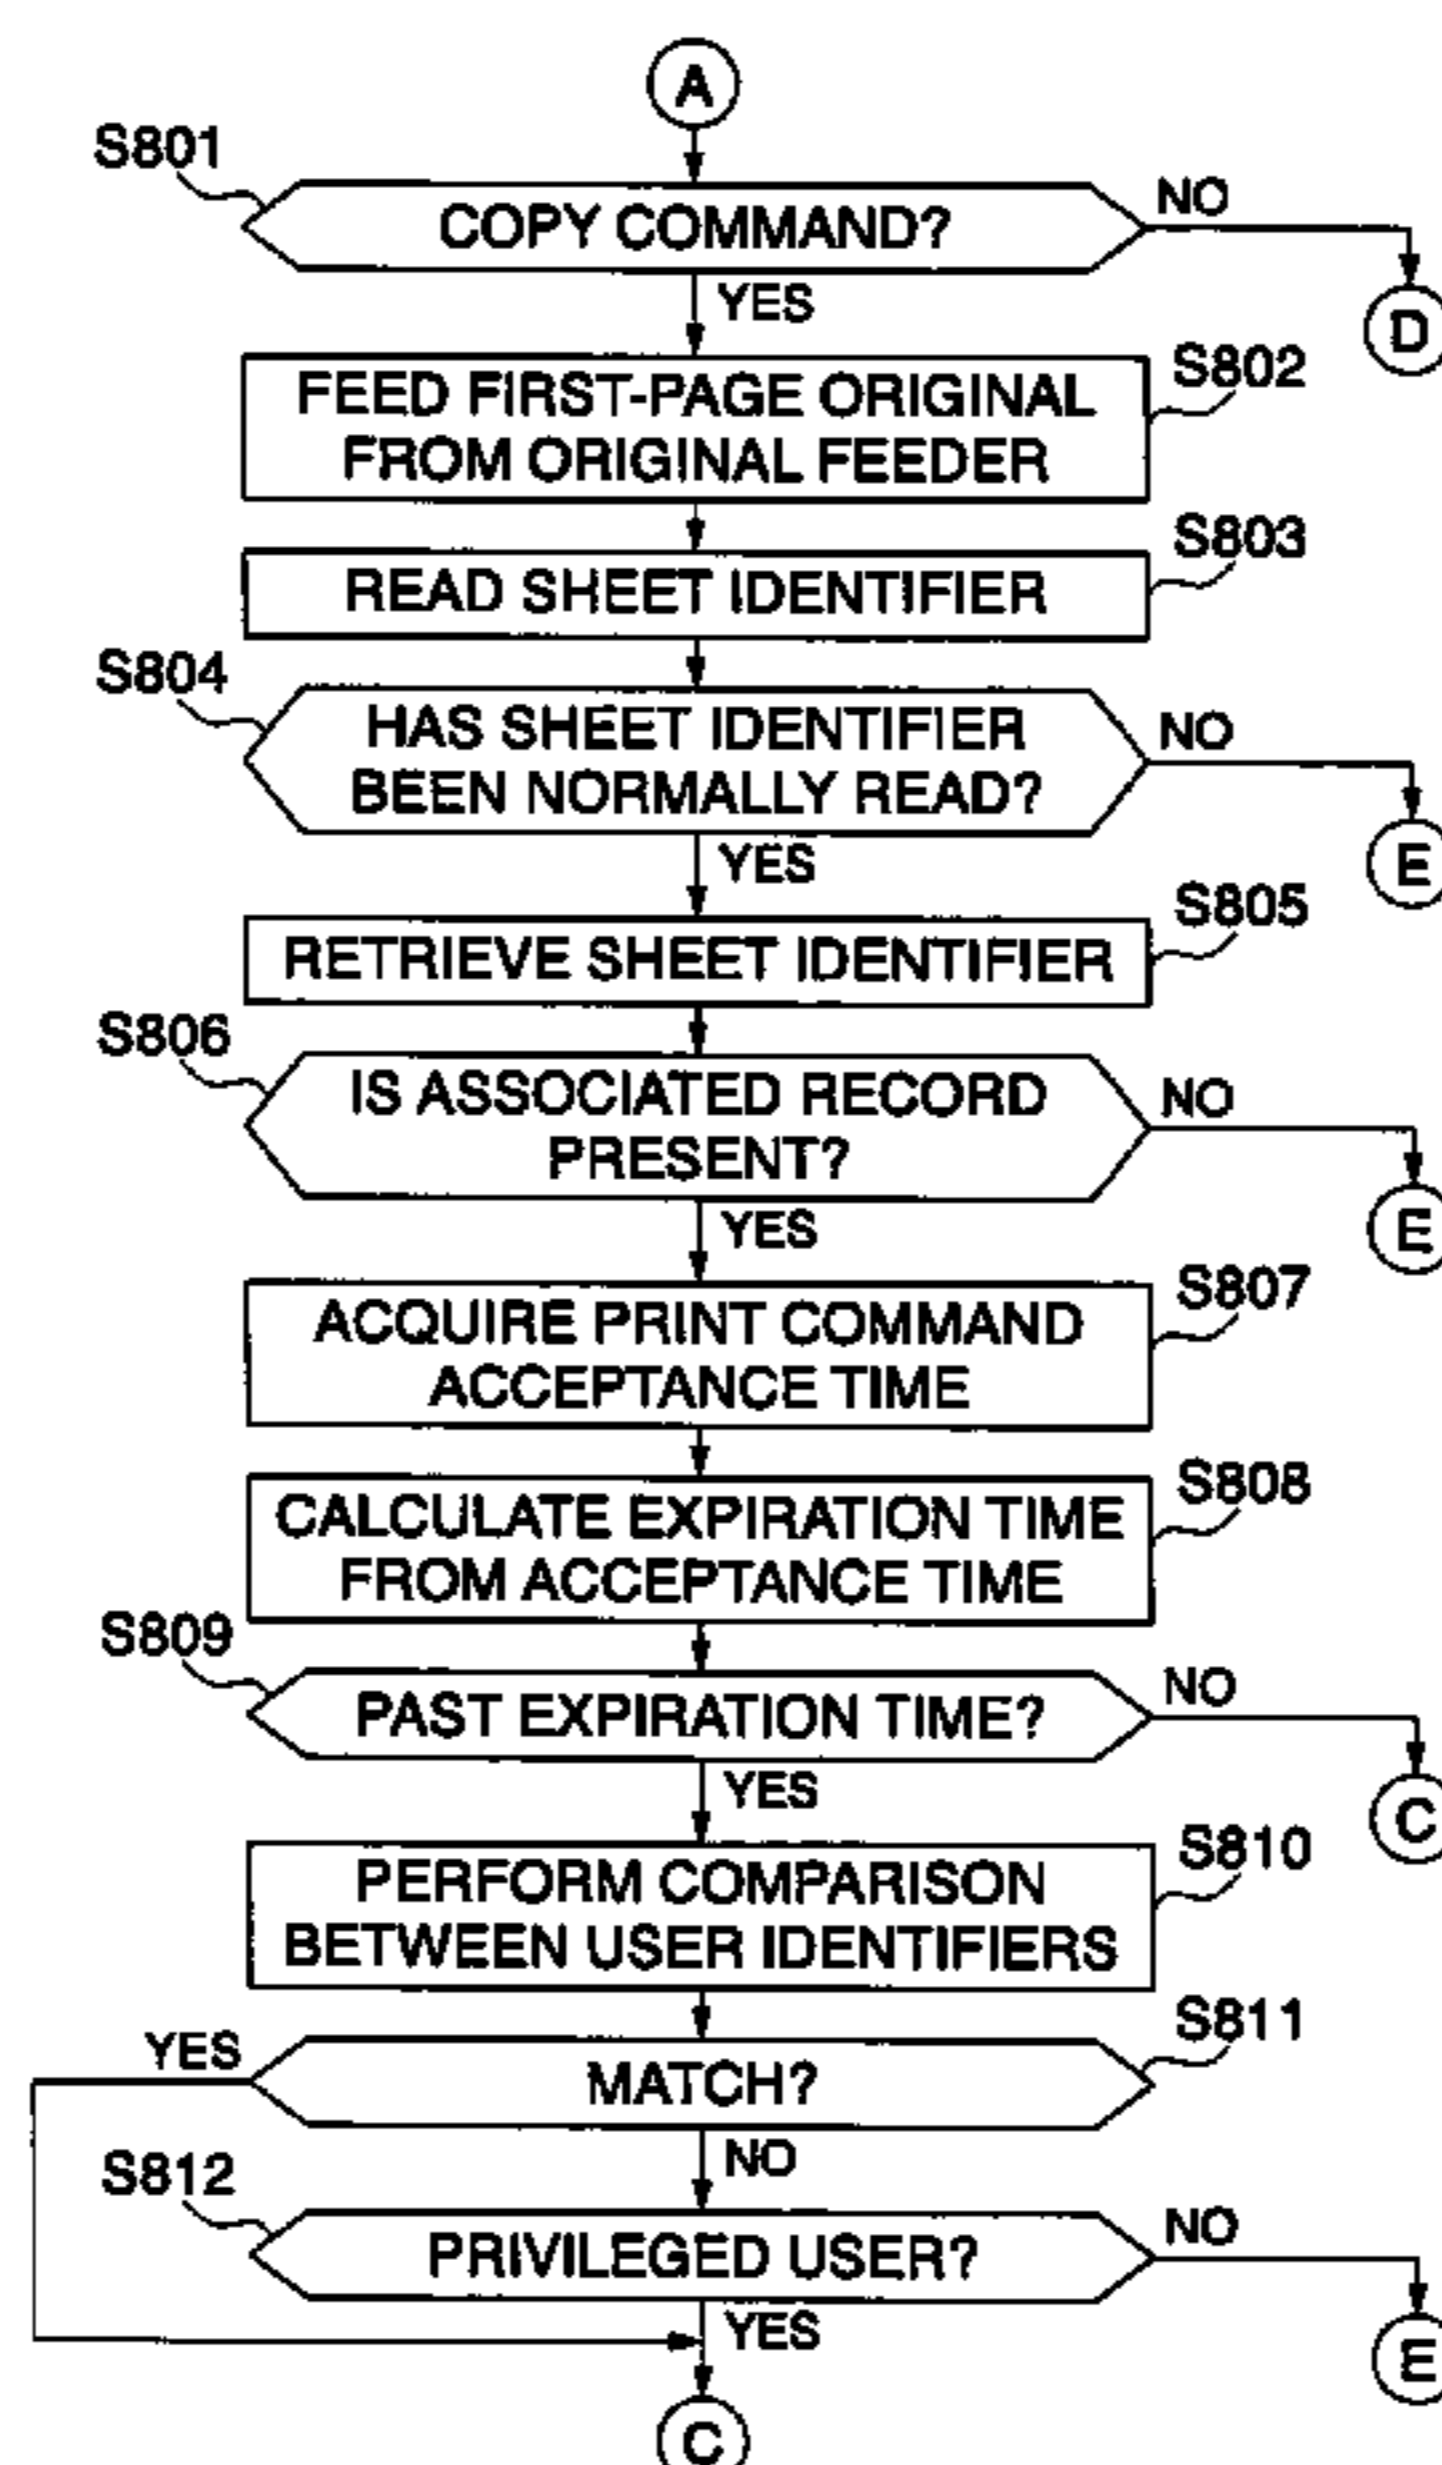 A
S801
COPY COMMAND?
NO
D
YES
S802
FEED FIRST-PAGE ORIGINAL
FROM ORIGINAL FEEDER
S803
READ SHEET IDENTIFIER
S804
HAS SHEET IDENTIFIER
BEEN NORMALLY READ?
NO
E
YES
S805
RETRIEVE SHEET IDENTIFIER
S806
IS ASSOCIATED RECORD
PRESENT?
NO
E
YES
S807
ACQUIRE PRINT COMMAND
ACCEPTANCE TIME
S808
CALCULATE EXPIRATION TIME
FROM ACCEPTANCE TIME
S809
PAST EXPIRATION TIME?
NO
C
YES
S810
PERFORM COMPARISON
BETWEEN USER IDENTIFIERS
S811
YES
MATCH?
NO
S812
PRIVILEGED USER?
NO
E
YES
C